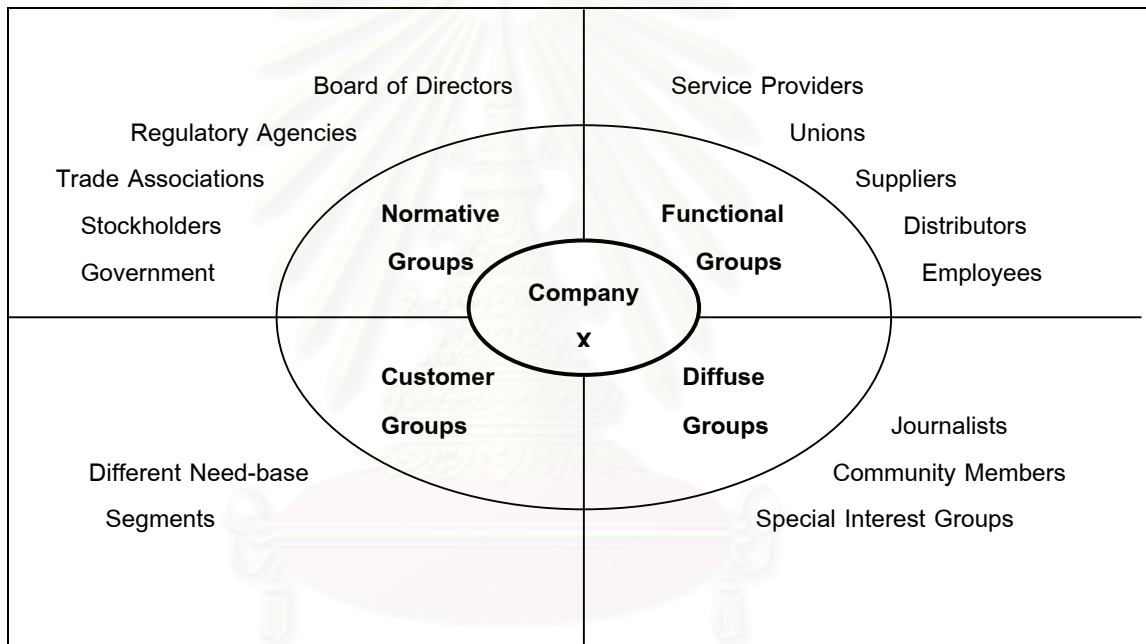 Board of Directors
Regulatory Agencies
Trade Associations
Stockholders
Government
Normative
Groups
Service Providers
Unions
Suppliers
Distributors
Employees
Functional
Groups
Company
x
Customer
Groups
Different Need-base
Segments
Diffuse
Groups
Journalists
Community Members
Special Interest Groups